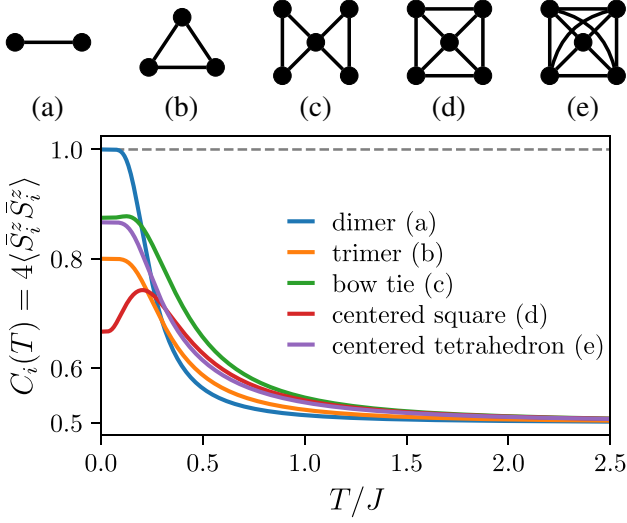 (a) (b) (c) (d) (e)
C_i(T) = 4⟨S̄_i^z S̄_i^z⟩
1.0
0.8
0.6
0.5
dimer (a)
trimer (b)
bow tie (c)
centered square (d)
centered tetrahedron (e)
0.0 0.5 1.0 1.5 2.0 2.5
T/J